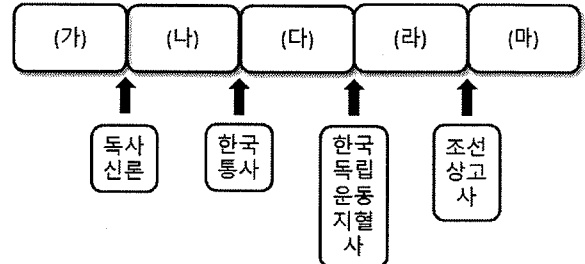 (가) (나) (다) (라) (마)
독사
신론
한국
통사
한국
독립
운동
지혈
사
조선
상고
사